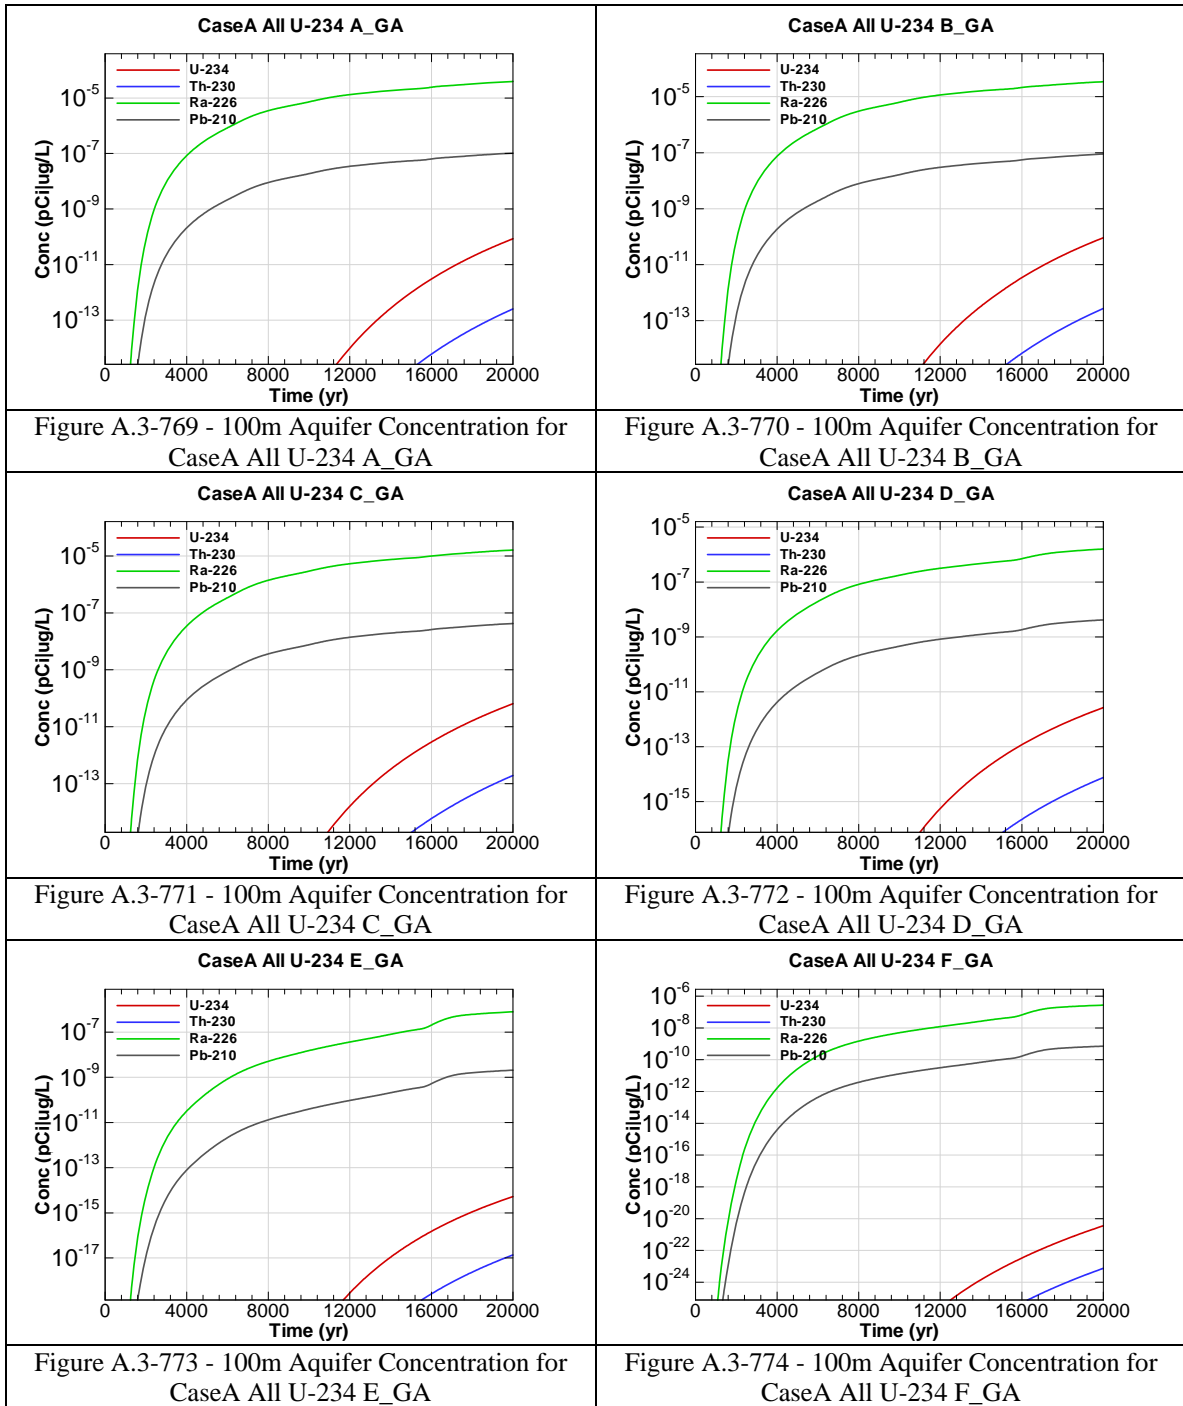 CaseA All U-234 A_GA
U-234
Th-230
Ra-226
Pb-210
Conc (pCi|ug/L)
10-5
10-7
10-9
10-11
10-13
0 4000 8000 12000 16000 20000
Time (yr)
Figure A.3-769 - 100m Aquifer Concentration for
CaseA All U-234 A_GA
CaseA All U-234 B_GA
U-234
Th-230
Ra-226
Pb-210
Conc (pCi|ug/L)
10-5
10-7
10-9
10-11
10-13
0 4000 8000 12000 16000 20000
Time (yr)
Figure A.3-770 - 100m Aquifer Concentration for
CaseA All U-234 B_GA
CaseA All U-234 C_GA
U-234
Th-230
Ra-226
Pb-210
Conc (pCi|ug/L)
10-5
10-7
10-9
10-11
10-13
0 4000 8000 12000 16000 20000
Time (yr)
Figure A.3-771 - 100m Aquifer Concentration for
CaseA All U-234 C_GA
CaseA All U-234 D_GA
U-234
Th-230
Ra-226
Pb-210
Conc (pCi|ug/L)
10-5
10-7
10-9
10-11
10-13
10-15
0 4000 8000 12000 16000 20000
Time (yr)
Figure A.3-772 - 100m Aquifer Concentration for
CaseA All U-234 D_GA
CaseA All U-234 E_GA
U-234
Th-230
Ra-226
Pb-210
Conc (pCi|ug/L)
10-7
10-9
10-11
10-13
10-15
10-17
0 4000 8000 12000 16000 20000
Time (yr)
Figure A.3-773 - 100m Aquifer Concentration for
CaseA All U-234 E_GA
CaseA All U-234 F_GA
U-234
Th-230
Ra-226
Pb-210
Conc (pCi|ug/L)
10-6
10-8
10-10
10-12
10-14
10-16
10-18
10-20
10-22
10-24
0 4000 8000 12000 16000 20000
Time (yr)
Figure A.3-774 - 100m Aquifer Concentration for
CaseA All U-234 F_GA